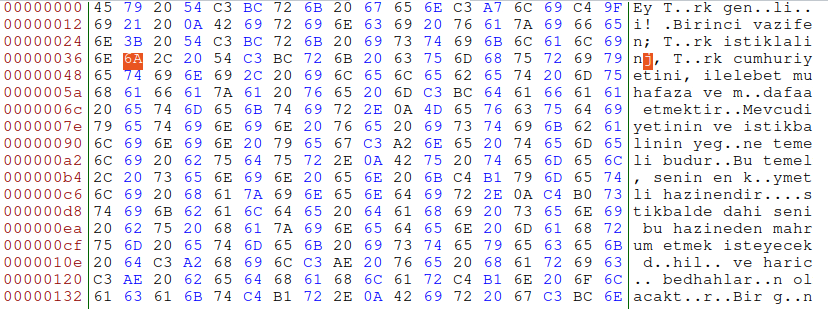 00000000 45 79 20 54 C3 BC 72 6B 20 67 65 6E C3 A7 6C 69 C4 9F Ey T..rk gen..li..
00000012 69 21 20 0A 42 69 72 69 6E 63 69 20 76 61 7A 69 66 65 i! .Birinci vazife
00000024 6E 3B 20 54 C3 BC 72 6B 20 69 73 74 69 6B 6C 61 6C 69 n; T..rk istiklali
00000036 6E 6A 2C 20 54 C3 BC 72 6B 20 63 75 6D 68 75 72 69 79 nj, T..rk cumhuriy
00000048 65 74 69 6E 69 2C 20 69 6C 65 6C 65 62 65 74 20 6D 75 etini, ilelebet mu
0000005a 68 61 66 61 7A 61 20 76 65 20 6D C3 BC 64 61 66 61 61 hafaza ve m..dafaa
0000006c 20 65 74 6D 65 6B 74 69 72 2E 0A 4D 65 76 63 75 64 69 etmektir..Mevcudi
0000007e 79 65 74 69 6E 69 6E 20 76 65 20 69 73 74 69 6B 62 61 yetinin ve istikba
00000090 6C 69 6E 69 6E 20 79 65 67 C3 A2 6E 65 20 74 65 6D 65 linin yeg..ne teme
000000a2 6C 69 20 62 75 64 75 72 2E 0A 42 75 20 74 65 6D 65 6C li budur..Bu temel
000000b4 2C 20 73 65 6E 69 6E 20 65 6E 20 6B C4 B1 79 6D 65 74 , senin en k..ymet
000000c6 6C 69 20 68 61 7A 69 6E 65 6E 64 69 72 2E 0A C4 B0 73 li hazinendir....s
000000d8 74 69 6B 62 61 6C 64 65 20 64 61 68 69 20 73 65 6E 69 tikbalde dahi seni
000000ea 20 62 75 20 68 61 7A 69 6E 65 64 65 6E 20 6D 61 68 72 bu hazineden mahr
000000cf 75 6D 20 65 74 6D 65 6B 20 69 73 74 65 79 65 63 65 6B um etmek isteyecek
0000010e 20 64 C3 A2 68 69 6C C3 AE 20 76 65 20 68 61 72 69 63 d..hil.. ve haric
00000120 C3 AE 20 62 65 64 68 61 68 6C 61 72 C4 B1 6E 20 6F 6C .. bedhahlar..n ol
00000132 61 63 61 6B 74 C4 B1 72 2E 0A 42 69 72 20 67 C3 BC 6E acakt..r..Bir g..n